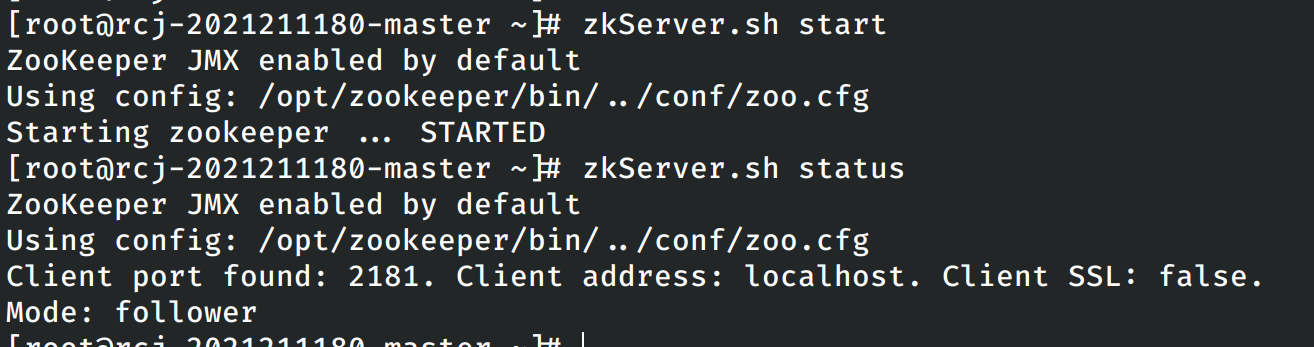 [root@rcj-2021211180-master ~]# zkServer.sh start
ZooKeeper JMX enabled by default
Using config: /opt/zookeeper/bin/../conf/zoo.cfg
Starting zookeeper ... STARTED
[root@rcj-2021211180-master ~]# zkServer.sh status
ZooKeeper JMX enabled by default
Using config: /opt/zookeeper/bin/../conf/zoo.cfg
Client port found: 2181. Client address: localhost. Client SSL: false.
Mode: follower
[root@rcj-2021211180-master ~]#